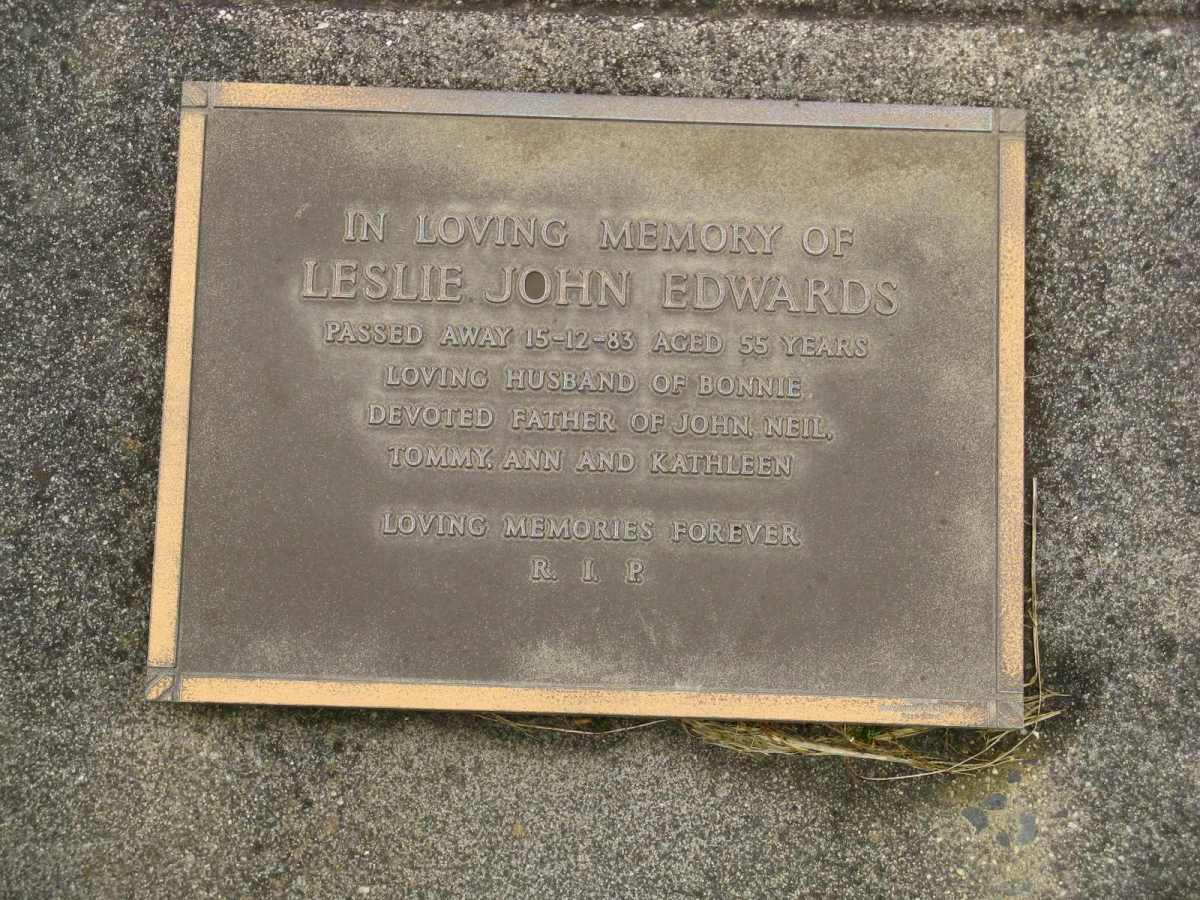 IN LOVING MEMORY OF
LESLIE JOHN EDWARDS
PASSED AWAY 15-12-83 AGED 55 YEARS
LOVING HUSBAND OF BONNIE.
DEVOTED FATHER OF JOHN, NEIL,
TOMMY, ANN AND KATHLEEN
LOVING MEMORIES FOREVER
R. I. P.